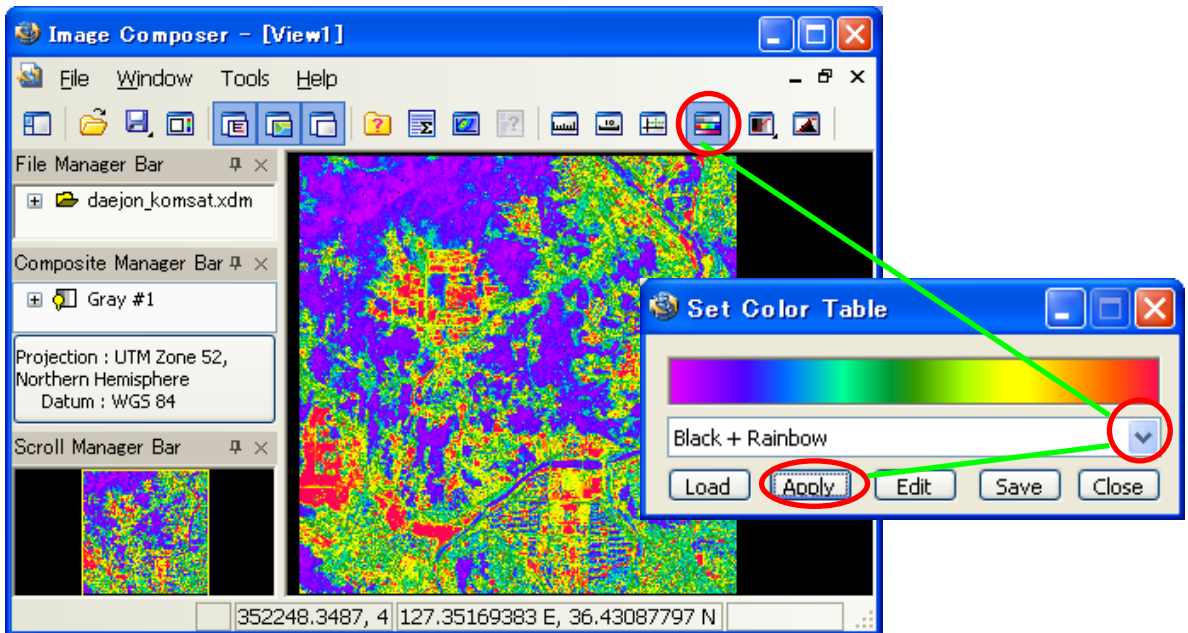 Image Composer - [View1]
File Window Tools Help
File Manager Bar
daejon_komsat.xdm
Composite Manager Bar
Gray #1
Projection : UTM Zone 52,
Northern Hemisphere
Datum : WGS 84
Scroll Manager Bar
352248.3487, 4 127.35169383 E, 36.43087797 N
Set Color Table
Black + Rainbow
Load Apply Edit Save Close